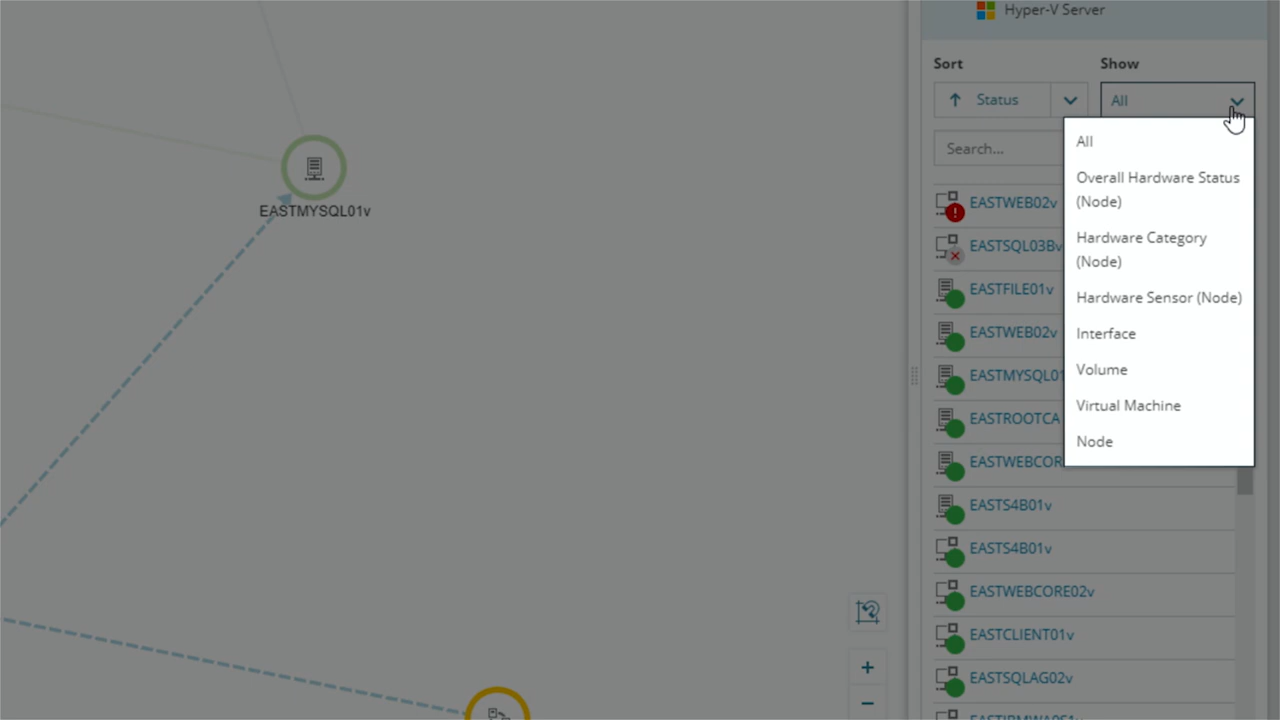 Hyper-V Server
Sort
Show
Status
All
Search...
All
Overall Hardware Status
(Node)
Hardware Category
(Node)
Hardware Sensor (Node)
Interface
Volume
Virtual Machine
Node
EASTMYSQL01v
EASTWEB02v
EASTSQL03Bv
EASTFILE01v
EASTWEB02v
EASTMYSQL01
EASTROOTCA
EASTWEBCOR
EASTS4B01v
EASTS4B01v
EASTWEBCORE02v
EASTCLIENT01v
EASTSQLAG02v